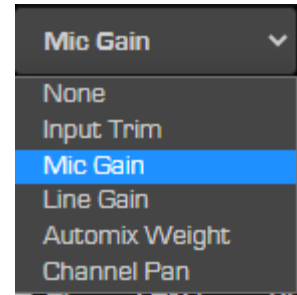 Mic Gain
None
Input Trim
Mic Gain
Line Gain
Automix Weight
Channel Pan